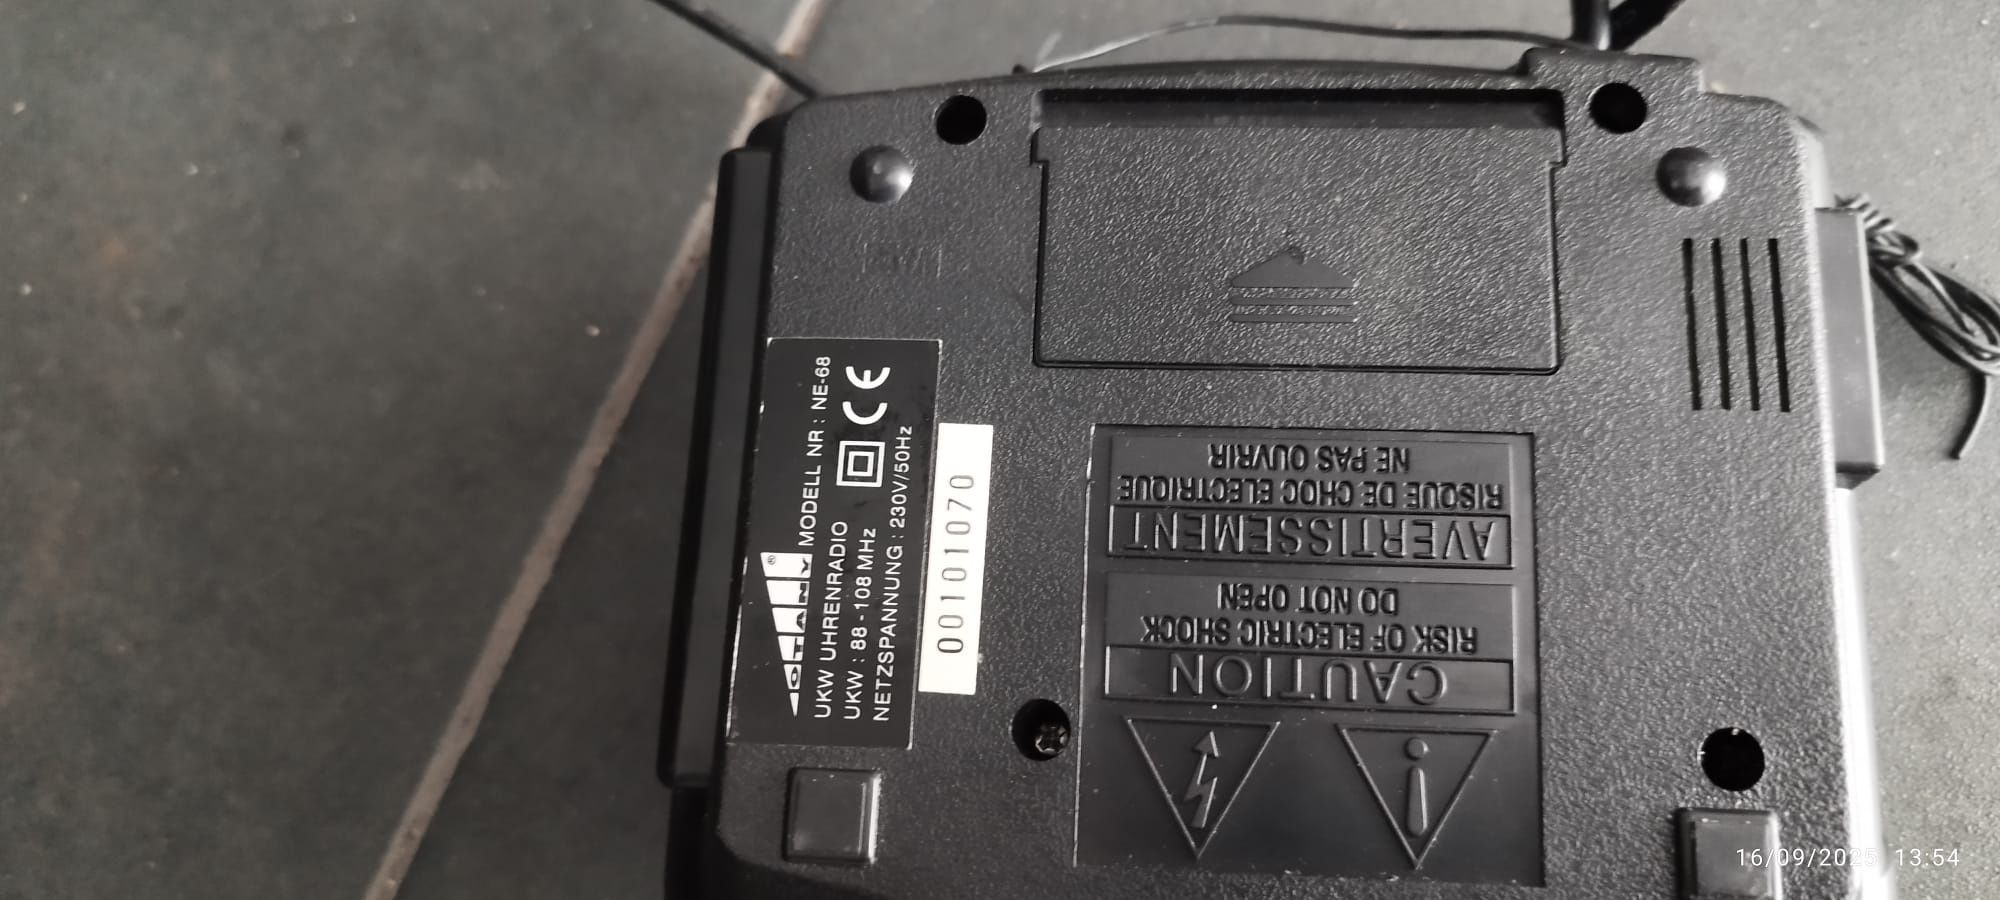 MODELL NR : NE-68
UKW UHRENRADIO
UKW : 88 - 108 MHz
CE
NETZSPANNUNG : 230V/50Hz
00101070
CAUTION
RISK OF ELECTRIC SHOCK
DO NOT OPEN
AVERTISSEMENT
RISQUE DE CHOC ELECTRIQUE
NE PAS OUVRIR
16/09/2025 13:54